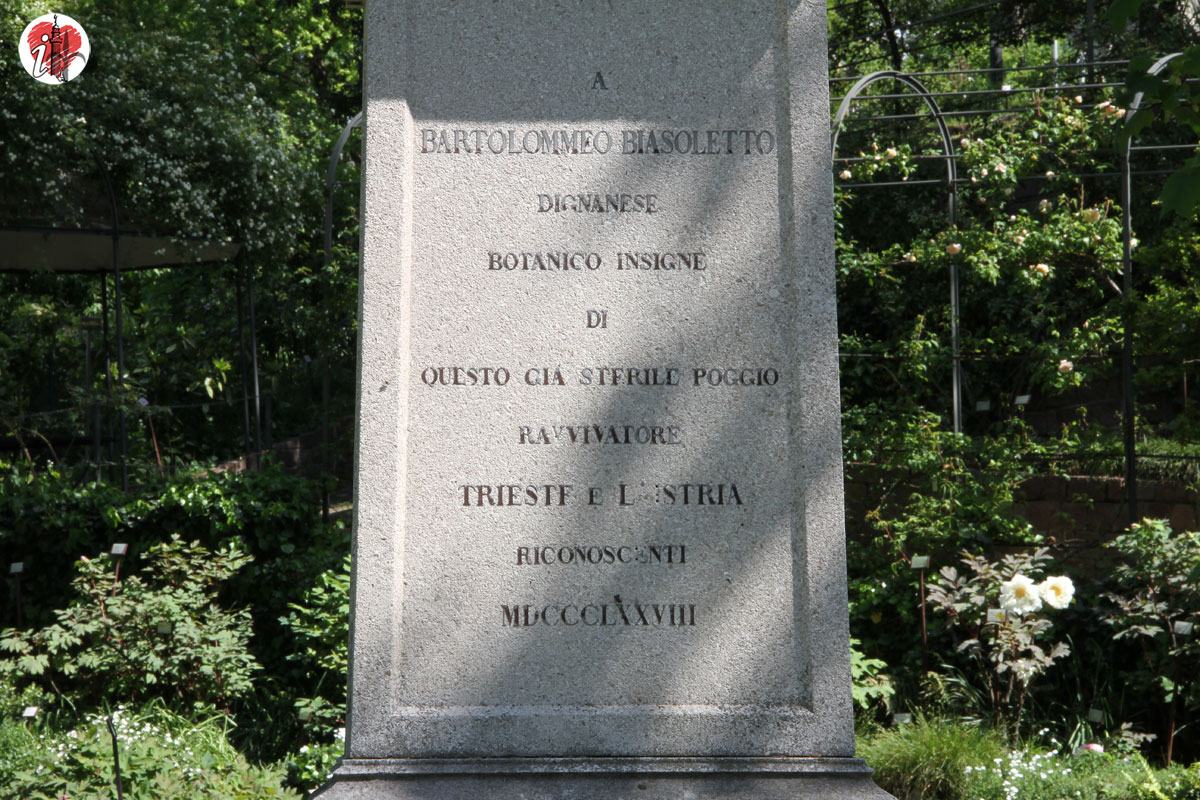 A
BARTOLOMMEO BIASOLETTO
DIGNANESE
BOTANICO INSIGNE
DI
QUESTO GIA STERILE POGGIO
RAVVIVATORE
TRIESTE E L'ISTRIA
RICONOSCENTI
MDCCCLXXVIII